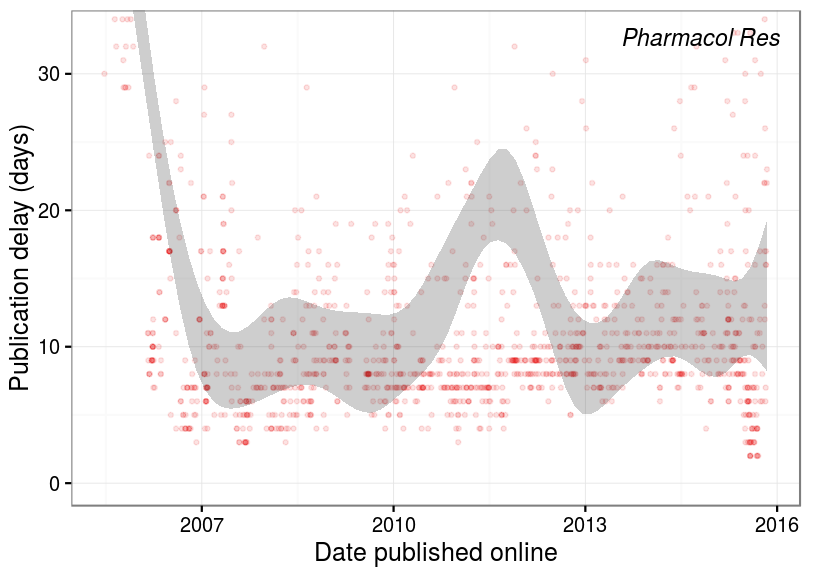 Pharmacol Res
Publication delay (days)
30
20
10
0
2007 2010 2013 2016
Date published online